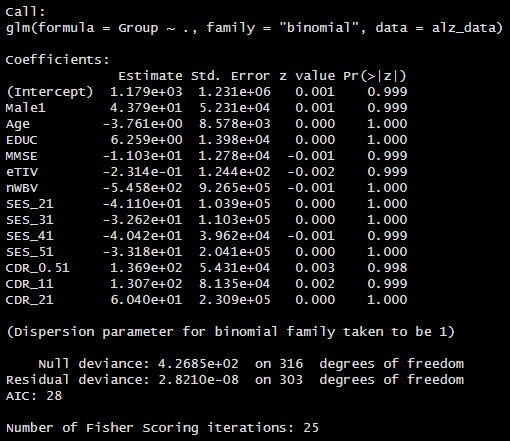 Call:
glm(formula = Group ~ ., family = "binomial", data = alz_data)
Coefficients:
Estimate Std. Error z value Pr(>|z|)
(Intercept) 1.179e+03 1.231e+06 0.001 0.999
Male1 4.379e+01 5.231e+04 0.001 0.999
Age -3.761e+00 8.578e+03 0.000 1.000
EDUC 6.259e+00 1.398e+04 0.000 1.000
MMSE -1.103e+01 1.278e+04 -0.001 0.999
eTIV -2.314e-01 1.244e+02 -0.002 0.999
nWBV -5.458e+02 9.265e+05 -0.001 1.000
SES_21 -4.110e+01 1.039e+05 0.000 1.000
SES_31 -3.262e+01 1.103e+05 0.000 1.000
SES_41 -4.042e+01 3.962e+04 -0.001 0.999
SES_51 -3.318e+01 2.041e+05 0.000 1.000
CDR_0.51 1.369e+02 5.431e+04 0.003 0.998
CDR_11 1.307e+02 8.135e+04 0.002 0.999
CDR_21 6.040e+01 2.309e+05 0.000 1.000
(Dispersion parameter for binomial family taken to be 1)
Null deviance: 4.2685e+02 on 316 degrees of freedom
Residual deviance: 2.8210e-08 on 303 degrees of freedom
AIC: 28
Number of Fisher Scoring iterations: 25